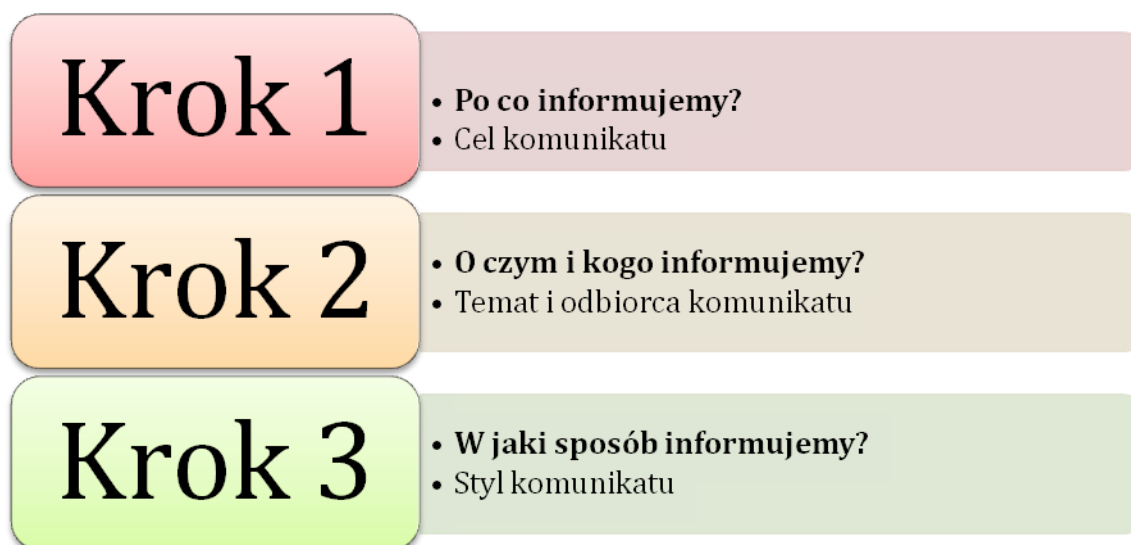 Krok 1
• Po co informujemy?
• Cel komunikatu
Krok 2
• O czym i kogo informujemy?
• Temat i odbiorca komunikatu
Krok 3
• W jaki sposób informujemy?
• Styl komunikatu